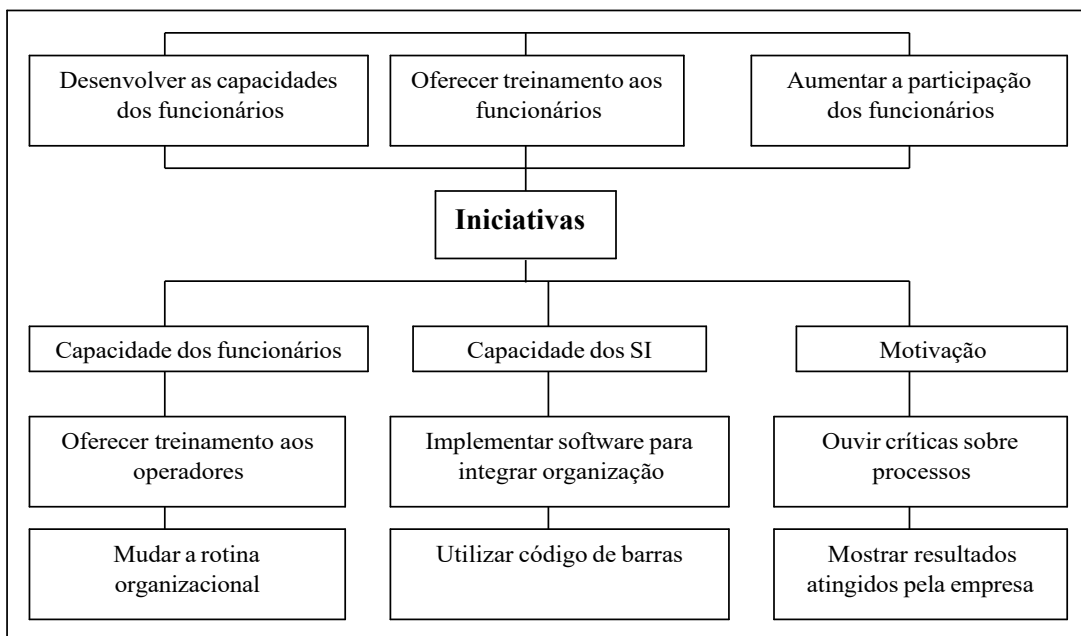 Desenvolver as capacidades
dos funcionários
Oferecer treinamento aos
funcionários
Aumentar a participação
dos funcionários
Iniciativas
Capacidade dos funcionários
Capacidade dos SI
Motivação
Oferecer treinamento aos
operadores
Implementar software para
integrar organização
Ouvir críticas sobre
processos
Mudar a rotina
organizacional
Utilizar código de barras
Mostrar resultados
atingidos pela empresa